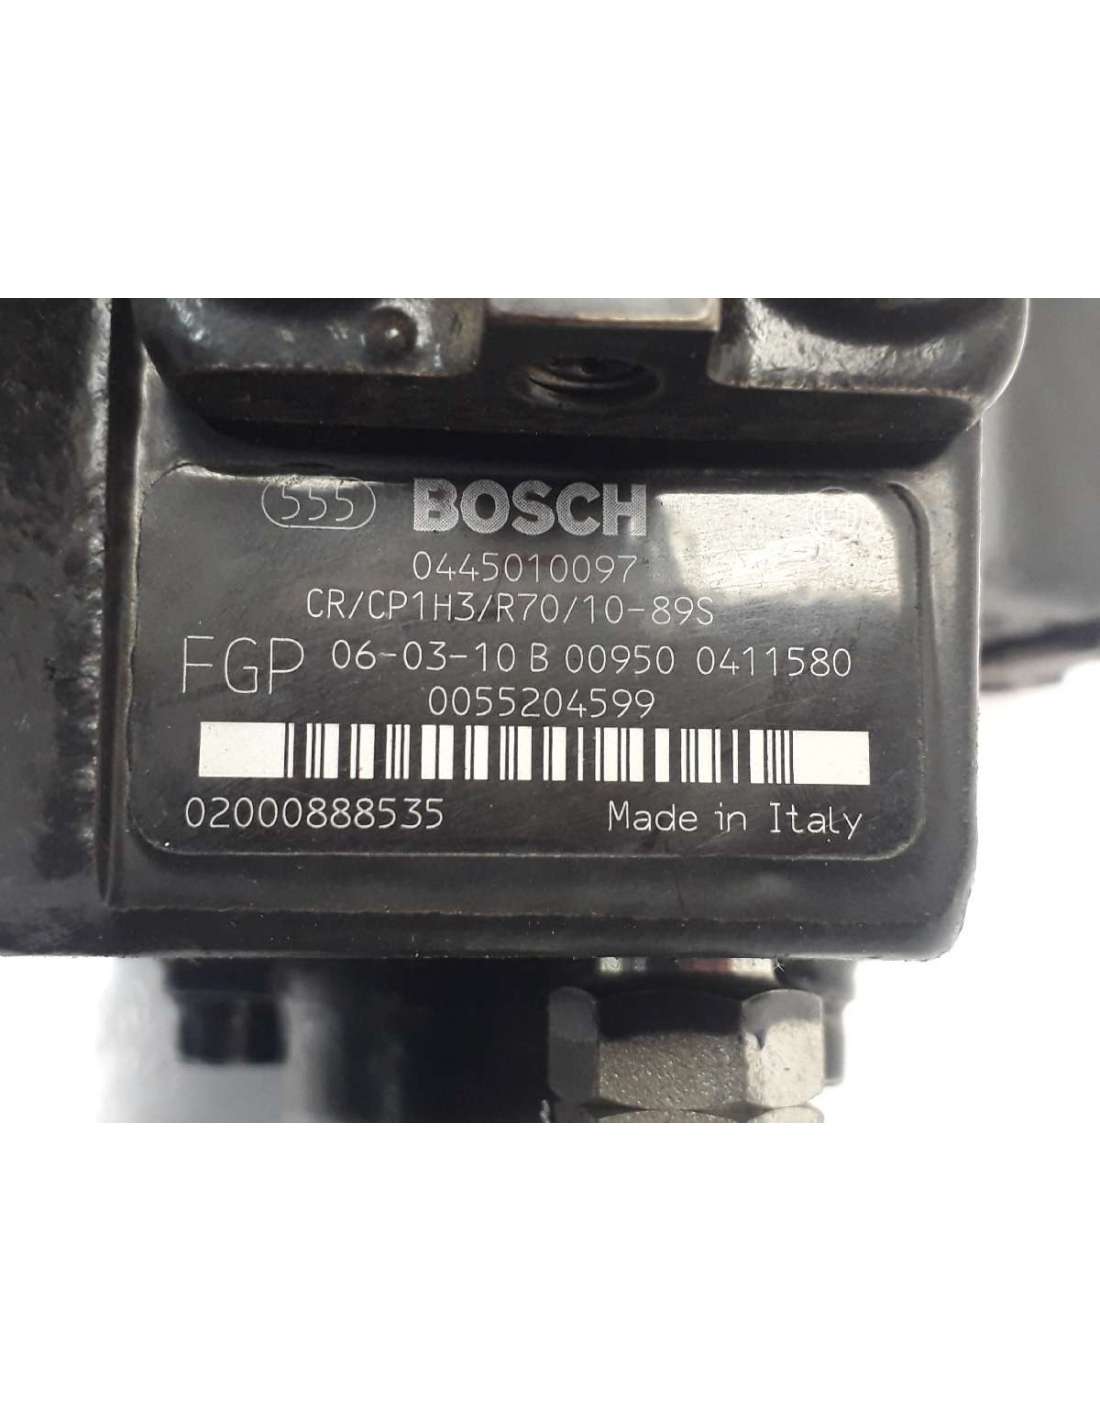 555 BOSCH
0445010097
CR/CP1H3/R70/10-89S
FGP 06-03-10 B 00950 0411580
0055204599
02000888535 Made in Italy